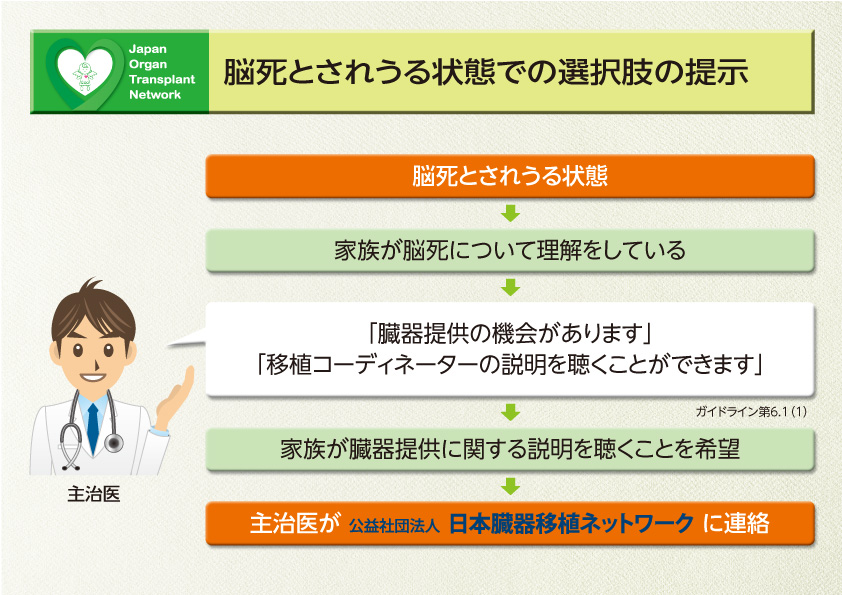 Japan
Organ
Transplant
Network
脳死とされうる状態での選択肢の提示
脳死とされうる状態
家族が脳死について理解をしている
「臓器提供の機会があります」
「移植コーディネーターの説明を聴くことができます」
ガイドライン第6.1（1）
家族が臓器提供に関する説明を聴くことを希望
主治医
主治医が 公益社団法人 日本臓器移植ネットワーク に連絡